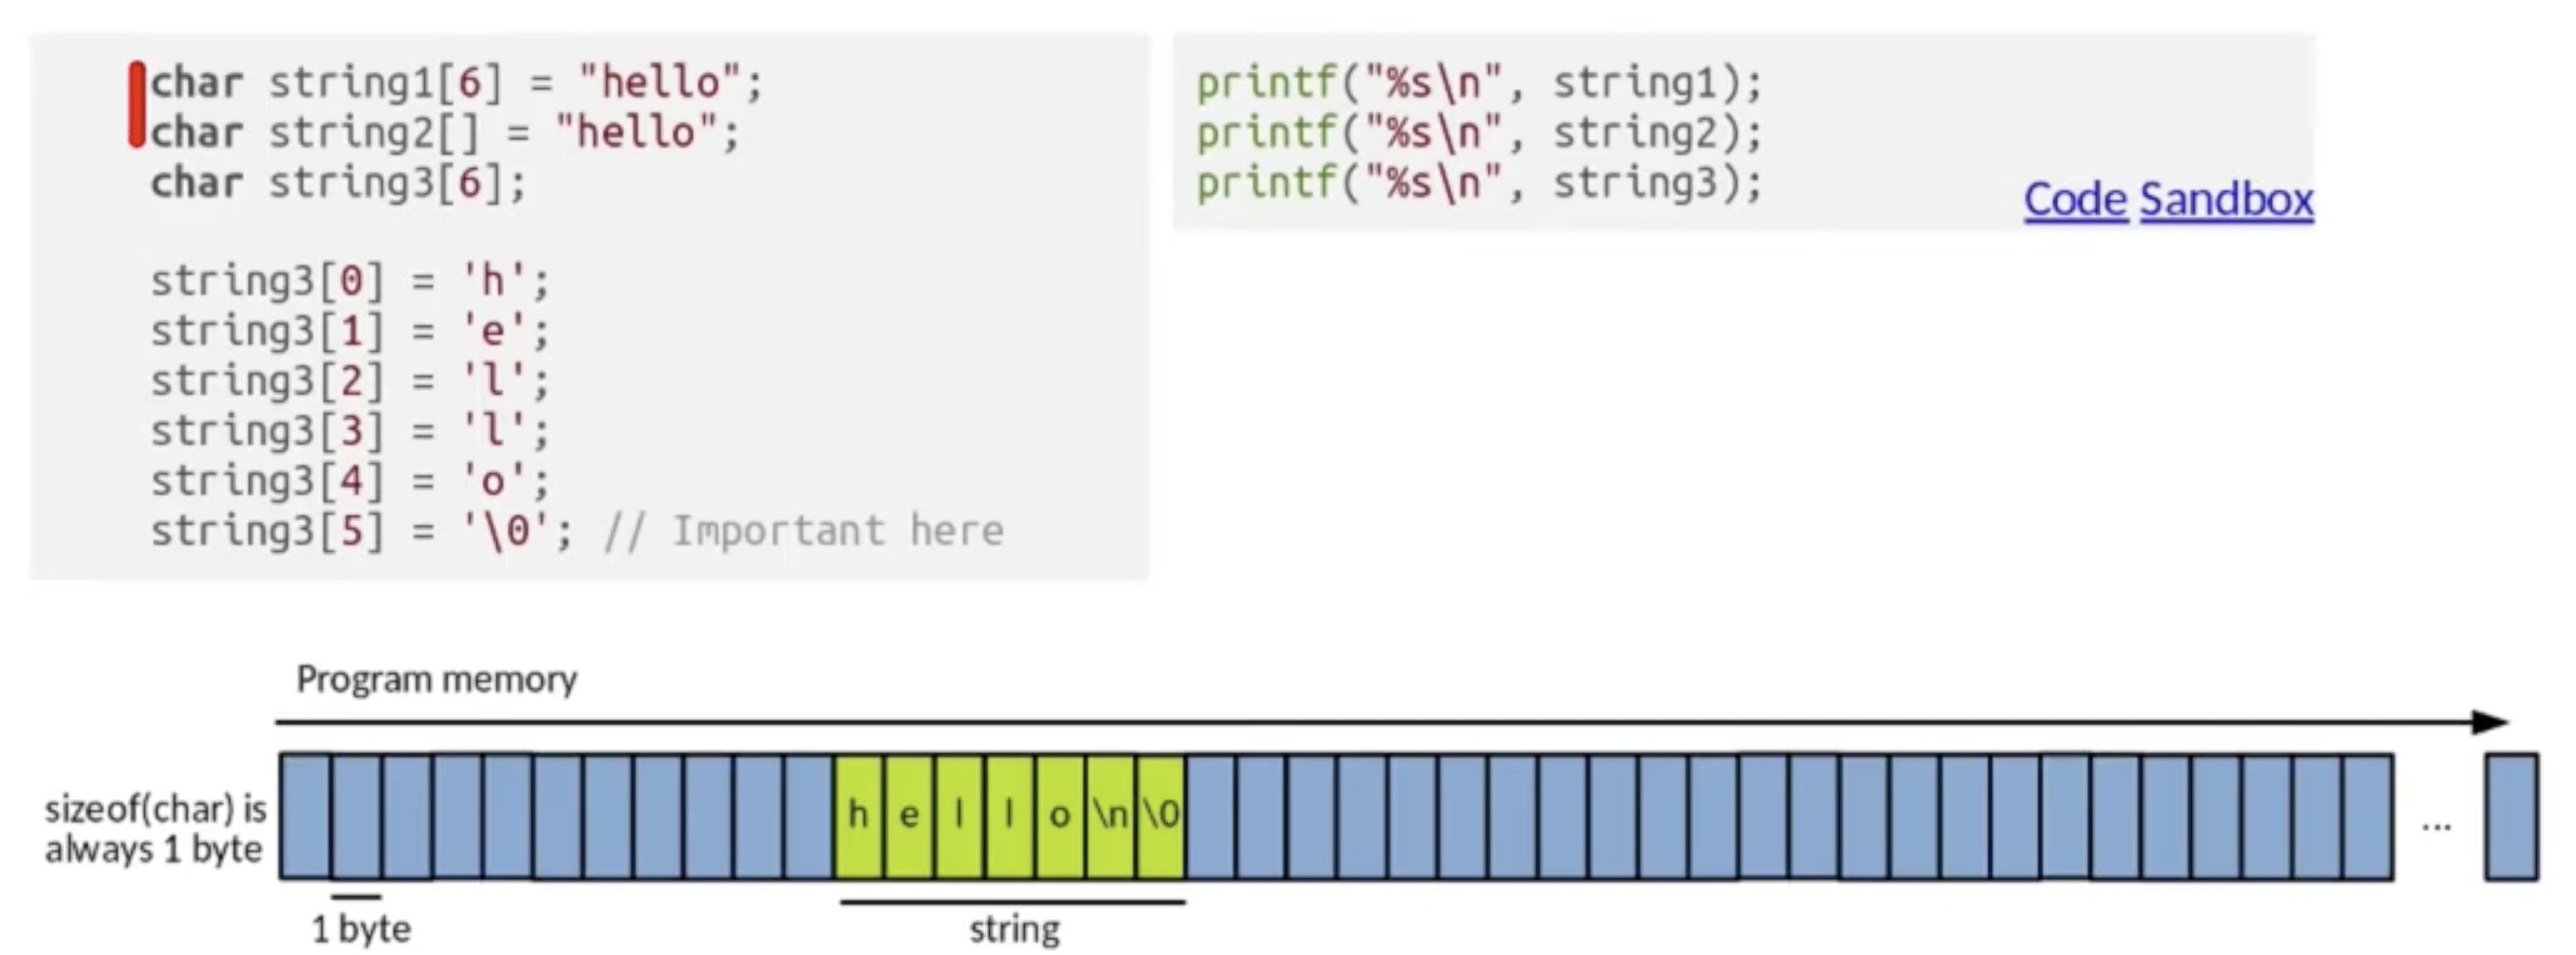 char string1[6] = "hello";
char string2[] = "hello";
char string3[6];
string3[0] = 'h';
string3[1] = 'e';
string3[2] = 'l';
string3[3] = 'l';
string3[4] = 'o';
string3[5] = '\0'; // Important here
printf("%s\n", string1);
printf("%s\n", string2);
printf("%s\n", string3);
Code Sandbox
Program memory
sizeof(char) is
always 1 byte
h e l l o \n \0
...
1 byte
string